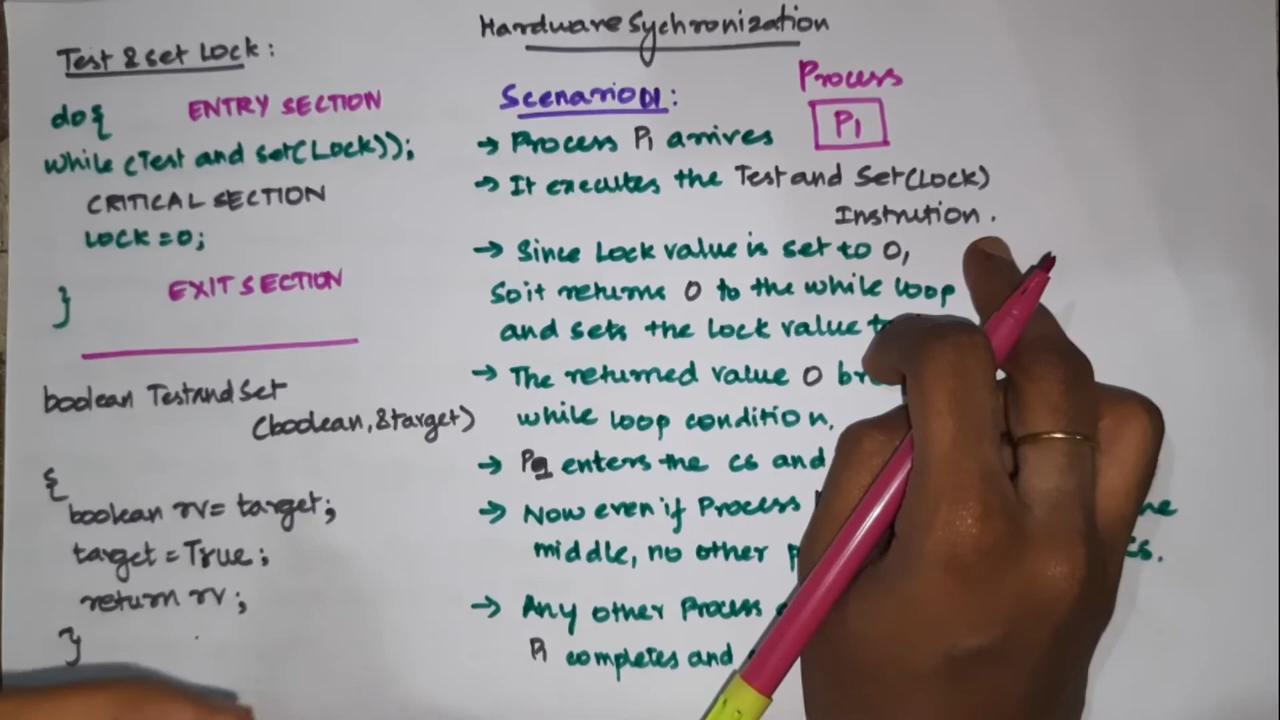 Hardware Sychronization
Test & set Lock:
do{ ENTRY SECTION
while (Test and set(Lock));
CRITICAL SECTION
LOCK = 0;
} EXIT SECTION
boolean TestandSet
(boolean, &target)
{
boolean rv = target;
target = True;
return rv;
}
Process
P1
Scenario 01:
→ Process P1 arrives
→ It executes the Test and Set(Lock)
Instrution.
→ Since Lock value is set to 0,
So it returns 0 to the while loop
and sets the Lock value
→ The returned value 0
while loop condition.
→ enters the cs and
→ Now even if Process
middle, no other cs.
→ Any other Process
P1 completes and